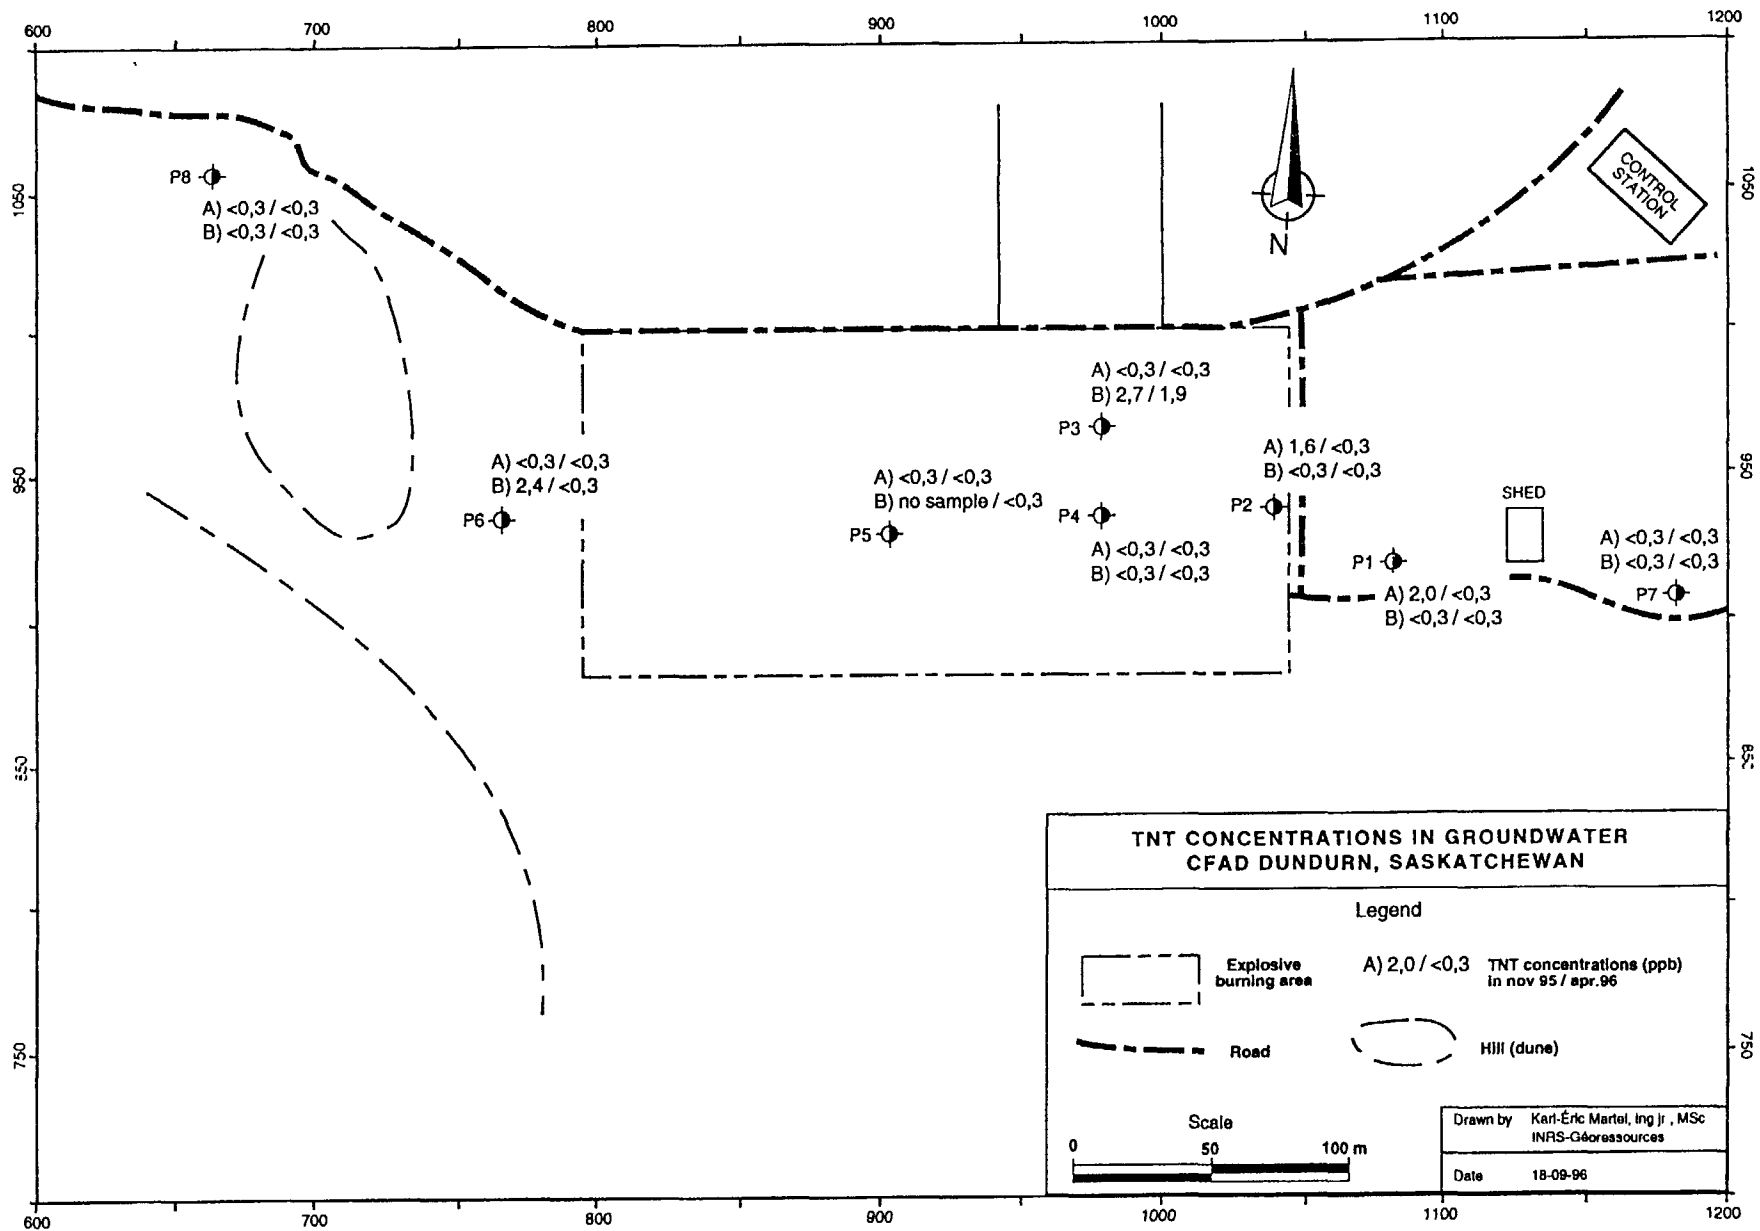 600 700 800 900 1000 1100 1200
1050
950
850
750
1050
950
850
750
CONTROL
STATION
N
P8
A) <0,3 / <0,3
B) <0,3 / <0,3
A) <0,3 / <0,3
B) 2,7 / 1,9
P3
A) <0,3 / <0,3
B) 2,4 / <0,3
P6
A) <0,3 / <0,3
B) no sample / <0,3
P5
P4
A) <0,3 / <0,3
B) <0,3 / <0,3
A) 1,6 / <0,3
B) <0,3 / <0,3
P2
SHED
P1
A) 2,0 / <0,3
B) <0,3 / <0,3
A) <0,3 / <0,3
B) <0,3 / <0,3
P7
TNT CONCENTRATIONS IN GROUNDWATER
CFAD DUNDURN, SASKATCHEWAN
Legend
Explosive
burning area
A) 2,0 / <0,3 TNT concentrations (ppb)
in nov 95 / apr.96
Road
Hill (dune)
Scale
0 50 100 m
Drawn by Karl-Éric Martel, ing jr , MSc
INRS-Géoressources
Date 18-09-96
600 700 800 900 1000 1100 1200